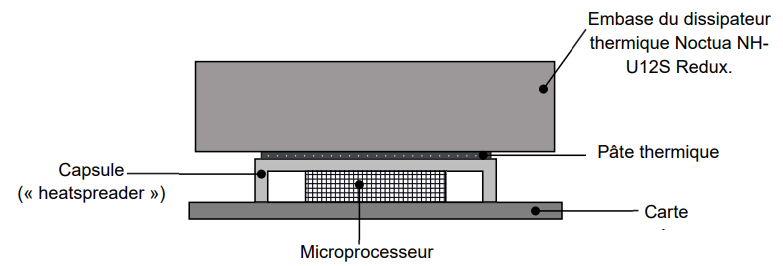 Embase du dissipateur
thermique Noctua NH-
U12S Redux.
Pâte thermique
Capsule
(« heatspreader »)
Carte
Microprocesseur